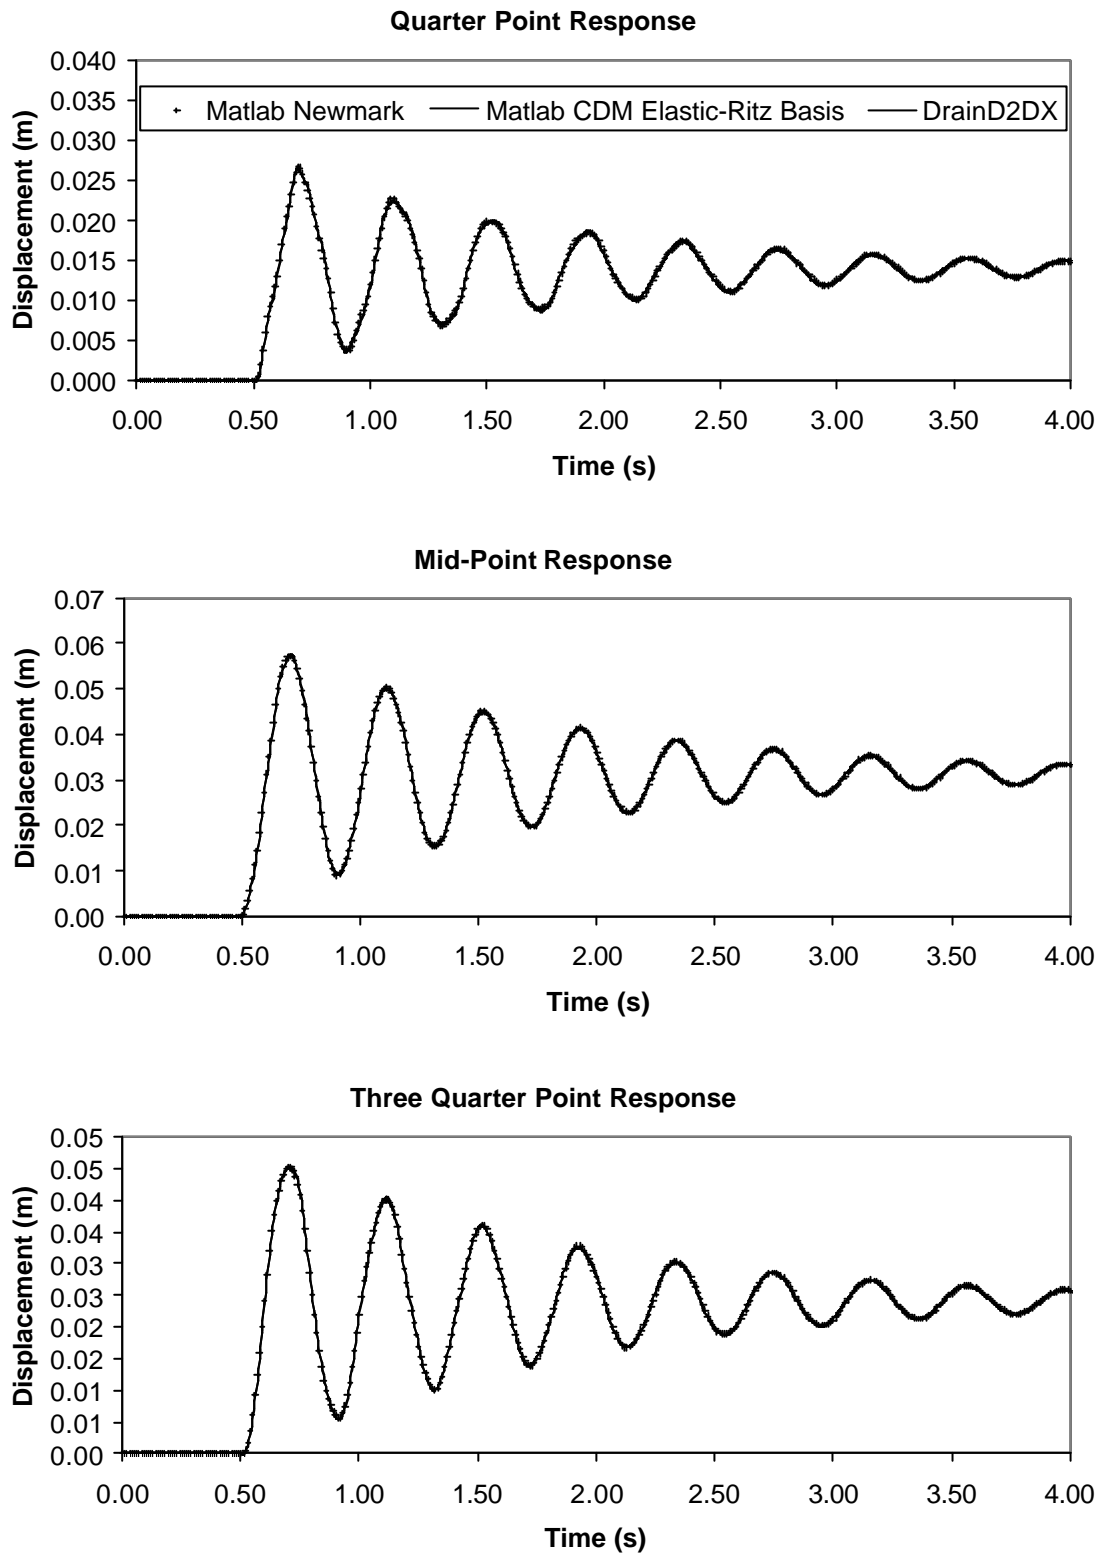 Quarter Point Response
0.040
0.035
Matlab Newmark Matlab CDM Elastic-Ritz Basis DrainD2DX
0.030
0.025
0.020
0.015
0.010
0.005
0.000
Displacement (m)
0.00 0.50 1.00 1.50 2.00 2.50 3.00 3.50 4.00
Time (s)
Mid-Point Response
0.07
0.06
0.05
0.04
0.03
0.02
0.01
0.00
Displacement (m)
0.00 0.50 1.00 1.50 2.00 2.50 3.00 3.50 4.00
Time (s)
Three Quarter Point Response
0.05
0.05
0.04
0.04
0.03
0.03
0.02
0.02
0.01
0.01
0.00
Displacement (m)
0.00 0.50 1.00 1.50 2.00 2.50 3.00 3.50 4.00
Time (s)